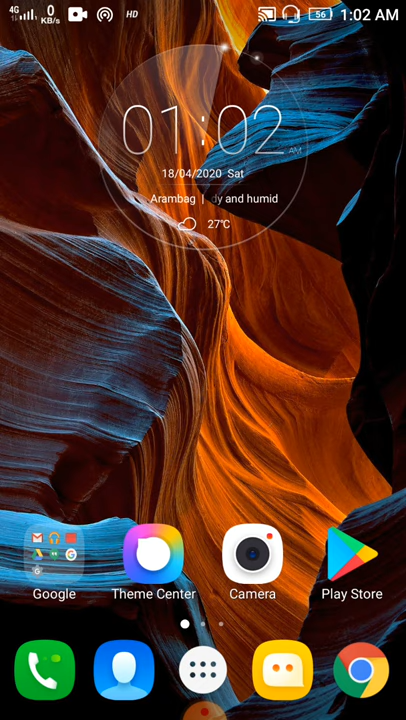 4G 0 KB/s HD 56 1:02 AM
01:02 AM
18/04/2020 Sat
Arambag | dy and humid
27°C
Google Theme Center Camera Play Store